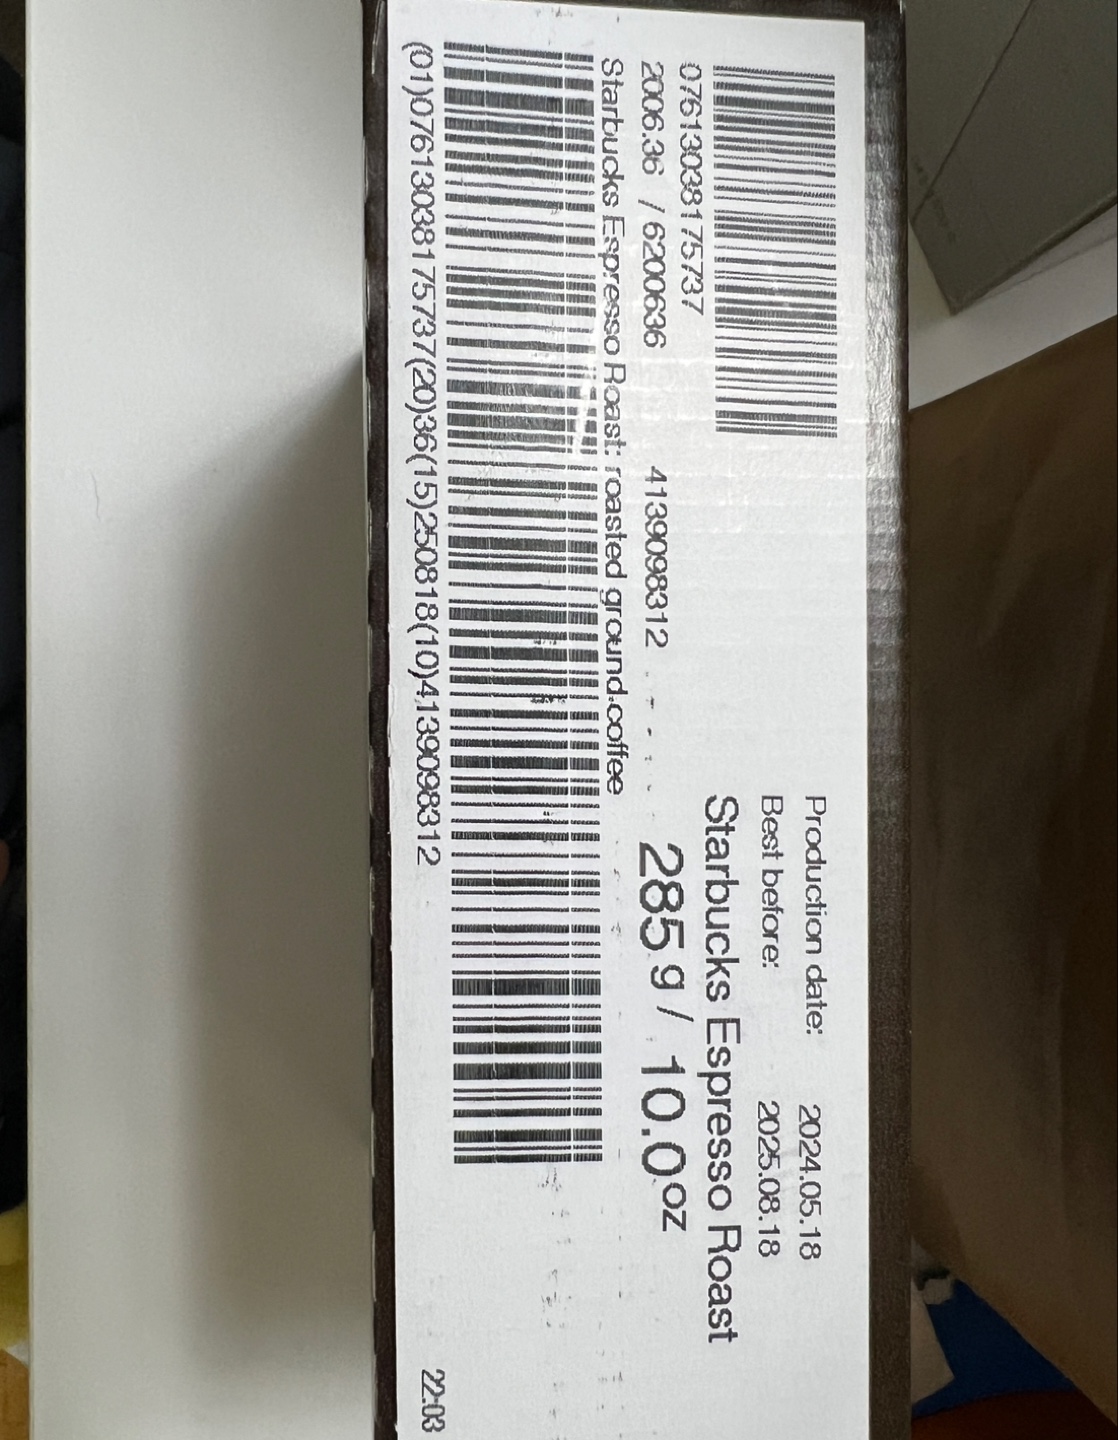 Production date: 2024.05.18
Best before: 2025.08.18
Starbucks Espresso Roast
07613038175737
2006.36 / 6200636 4139098312 285 g / 10.0 oz
Starbucks Espresso Roast: roasted ground coffee
(01)07613038175737(20)36(15)250818(10)4139098312
22:03